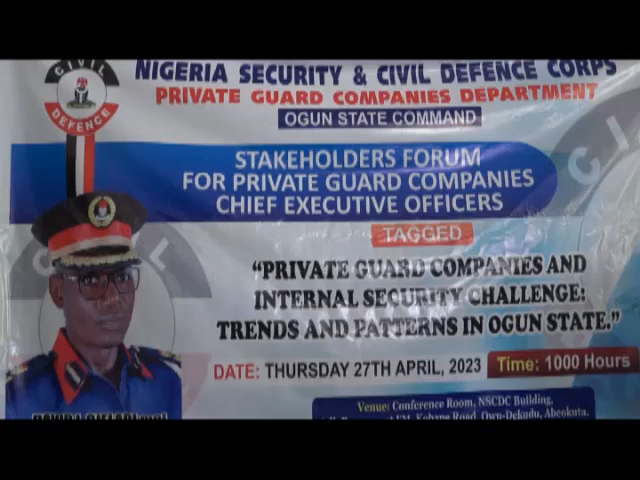 CIVIL
DEFENCE
NIGERIA SECURITY & CIVIL DEFENCE CORPS
PRIVATE GUARD COMPANIES DEPARTMENT
OGUN STATE COMMAND
STAKEHOLDERS FORUM
FOR PRIVATE GUARD COMPANIES
CHIEF EXECUTIVE OFFICERS
TAGGED
"PRIVATE GUARD COMPANIES AND
INTERNAL SECURITY CHALLENGE:
TRENDS AND PATTERNS IN OGUN STATE."
DATE: THURSDAY 27TH APRIL, 2023 Time: 1000 Hours
Venue: Conference Room, NSCDC Building,
Road, Owu-Dekudu, Abeokuta.